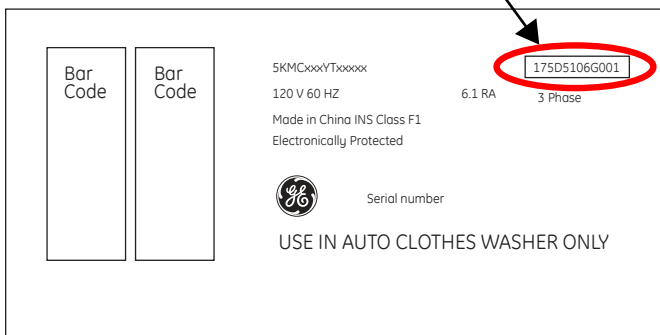 Bar
Code
Bar
Code
5KMCxxxYTxxxxx
175D5106G001
120 V 60 HZ
6.1 RA
3 Phase
Made in China INS Class F1
Electronically Protected
GE
Serial number
USE IN AUTO CLOTHES WASHER ONLY